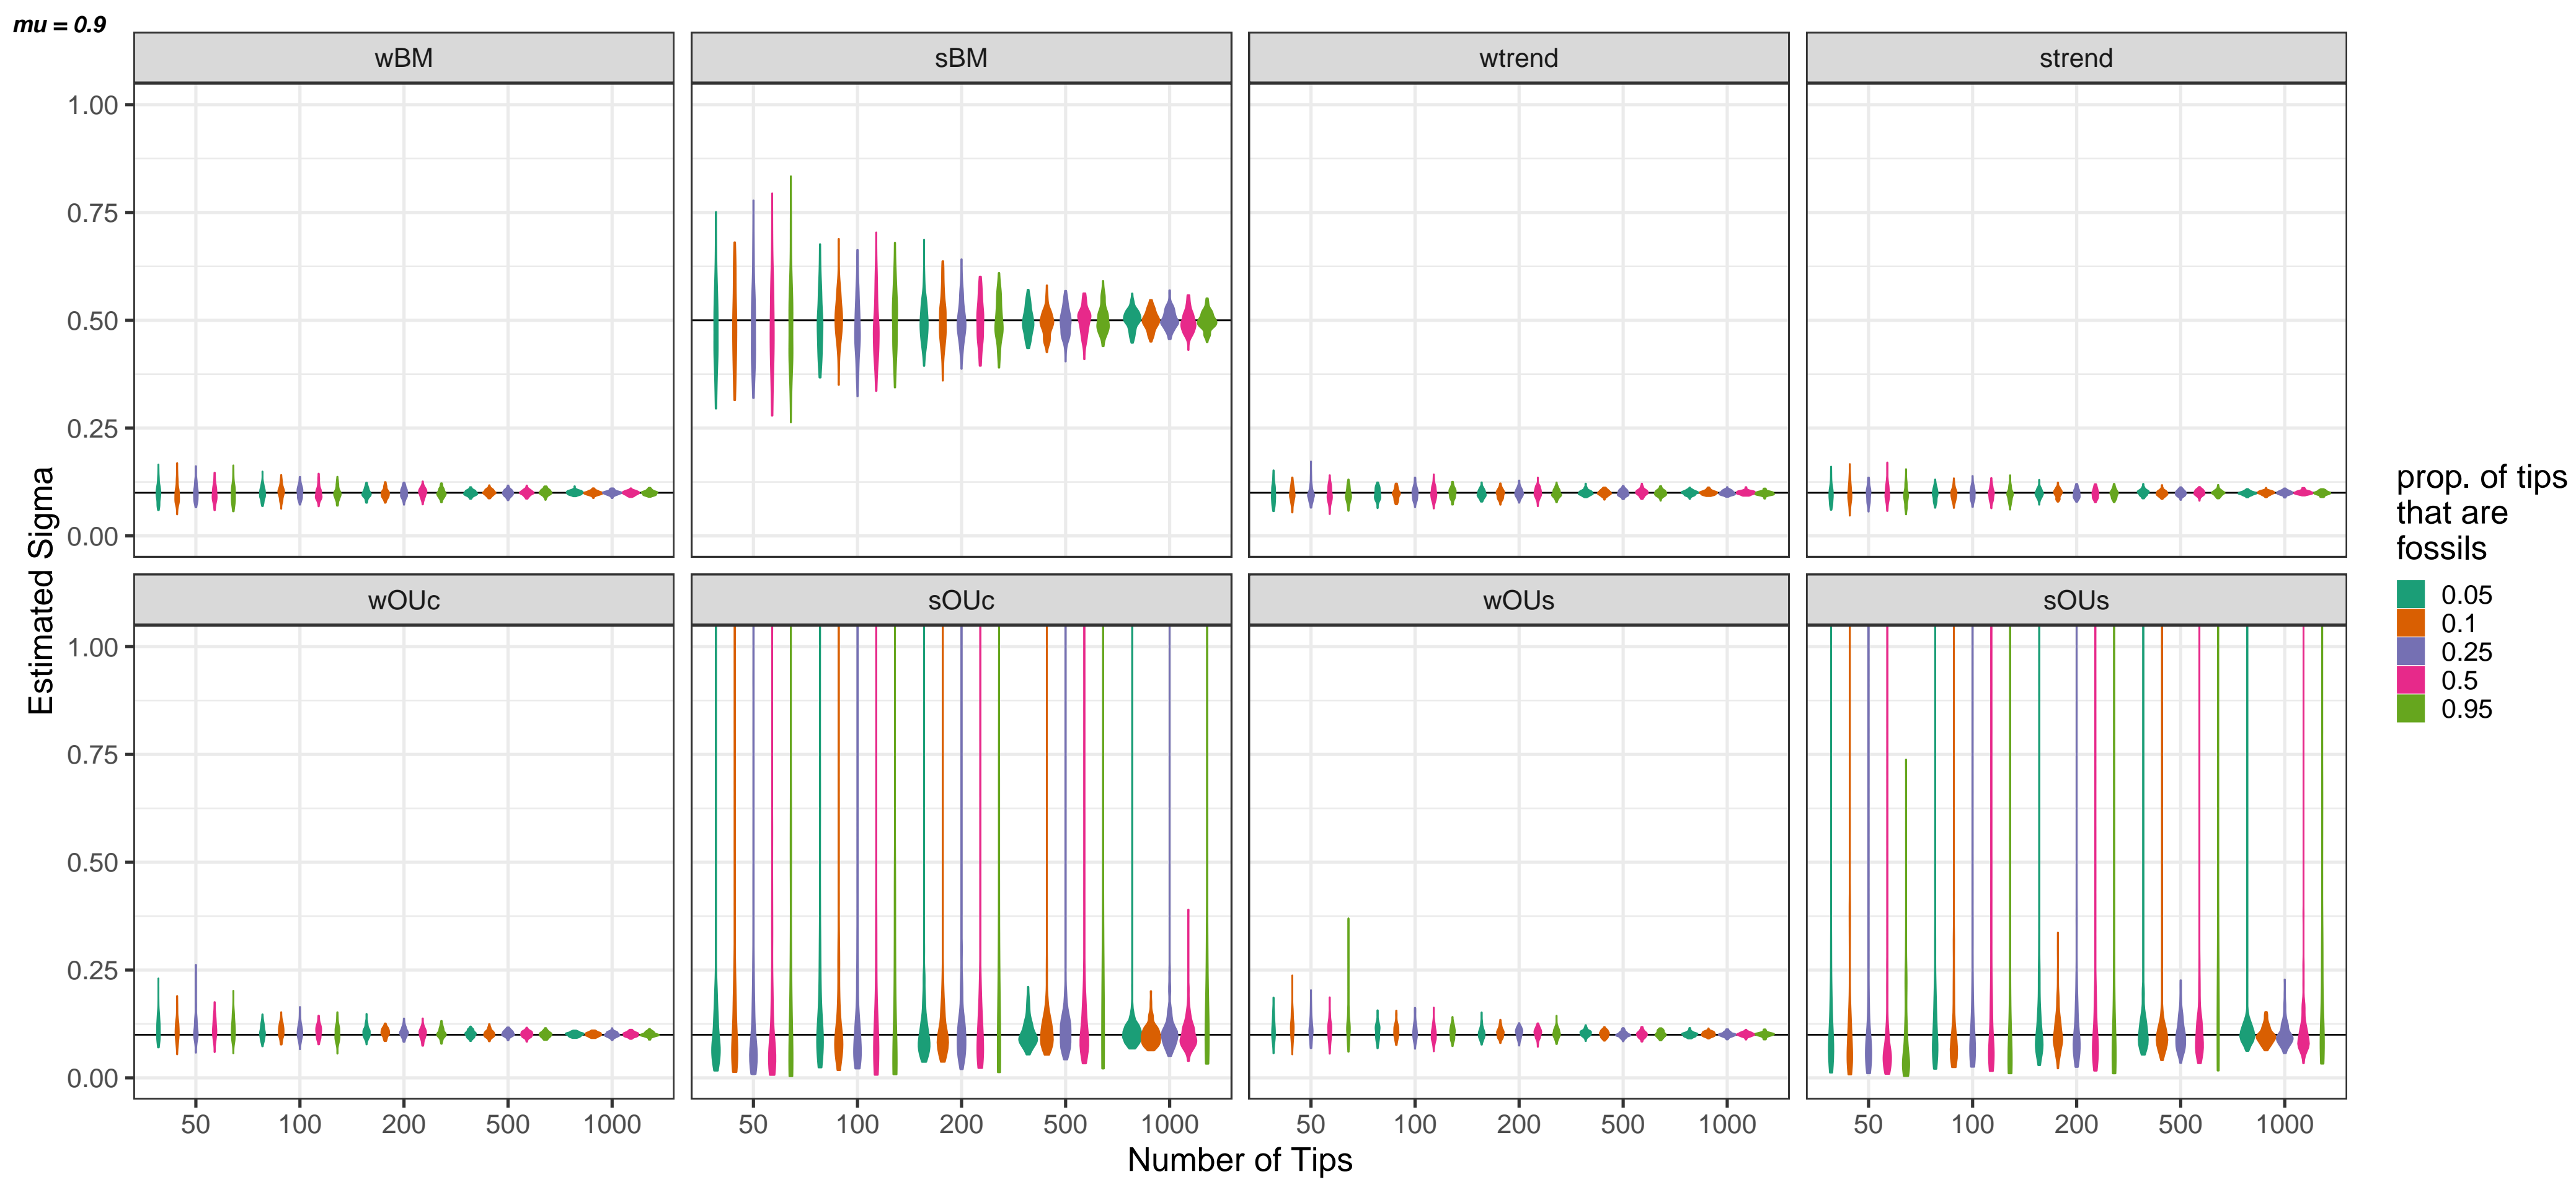 mu = 0.9
wBM
sBM
wtrend
strend
1.00
0.75
0.50
0.25
0.00
wOUc
sOUc
wOUs
sOUs
1.00
0.75
0.50
0.25
0.00
Estimated Sigma
50 100 200 500 1000
50 100 200 500 1000
50 100 200 500 1000
50 100 200 500 1000
Number of Tips
prop. of tips
that are
fossils
0.05
0.1
0.25
0.5
0.95